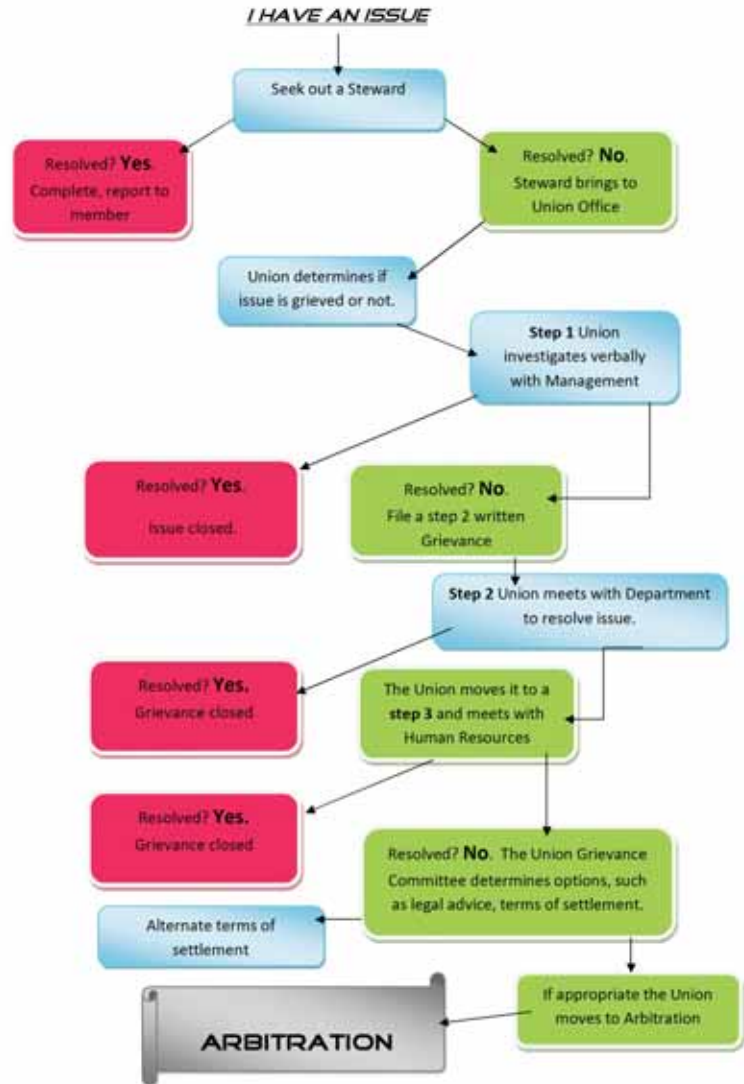 I HAVE AN ISSUE
Seek out a Steward
Resolved? Yes.
Complete, report to
member
Resolved? No.
Steward brings to
Union Office
Union determines if
issue is grieved or not.
Step 1 Union
investigates verbally
with Management
Resolved? Yes.
Issue closed.
Resolved? No.
File a step 2 written
Grievance
Step 2 Union meets with Department
to resolve issue.
Resolved? Yes.
Grievance closed
The Union moves it to a
step 3 and meets with
Human Resources
Resolved? Yes.
Grievance closed
Resolved? No. The Union Grievance
Committee determines options, such
as legal advice, terms of settlement.
Alternate terms of
settlement
If appropriate the Union
moves to Arbitration
ARBITRATION